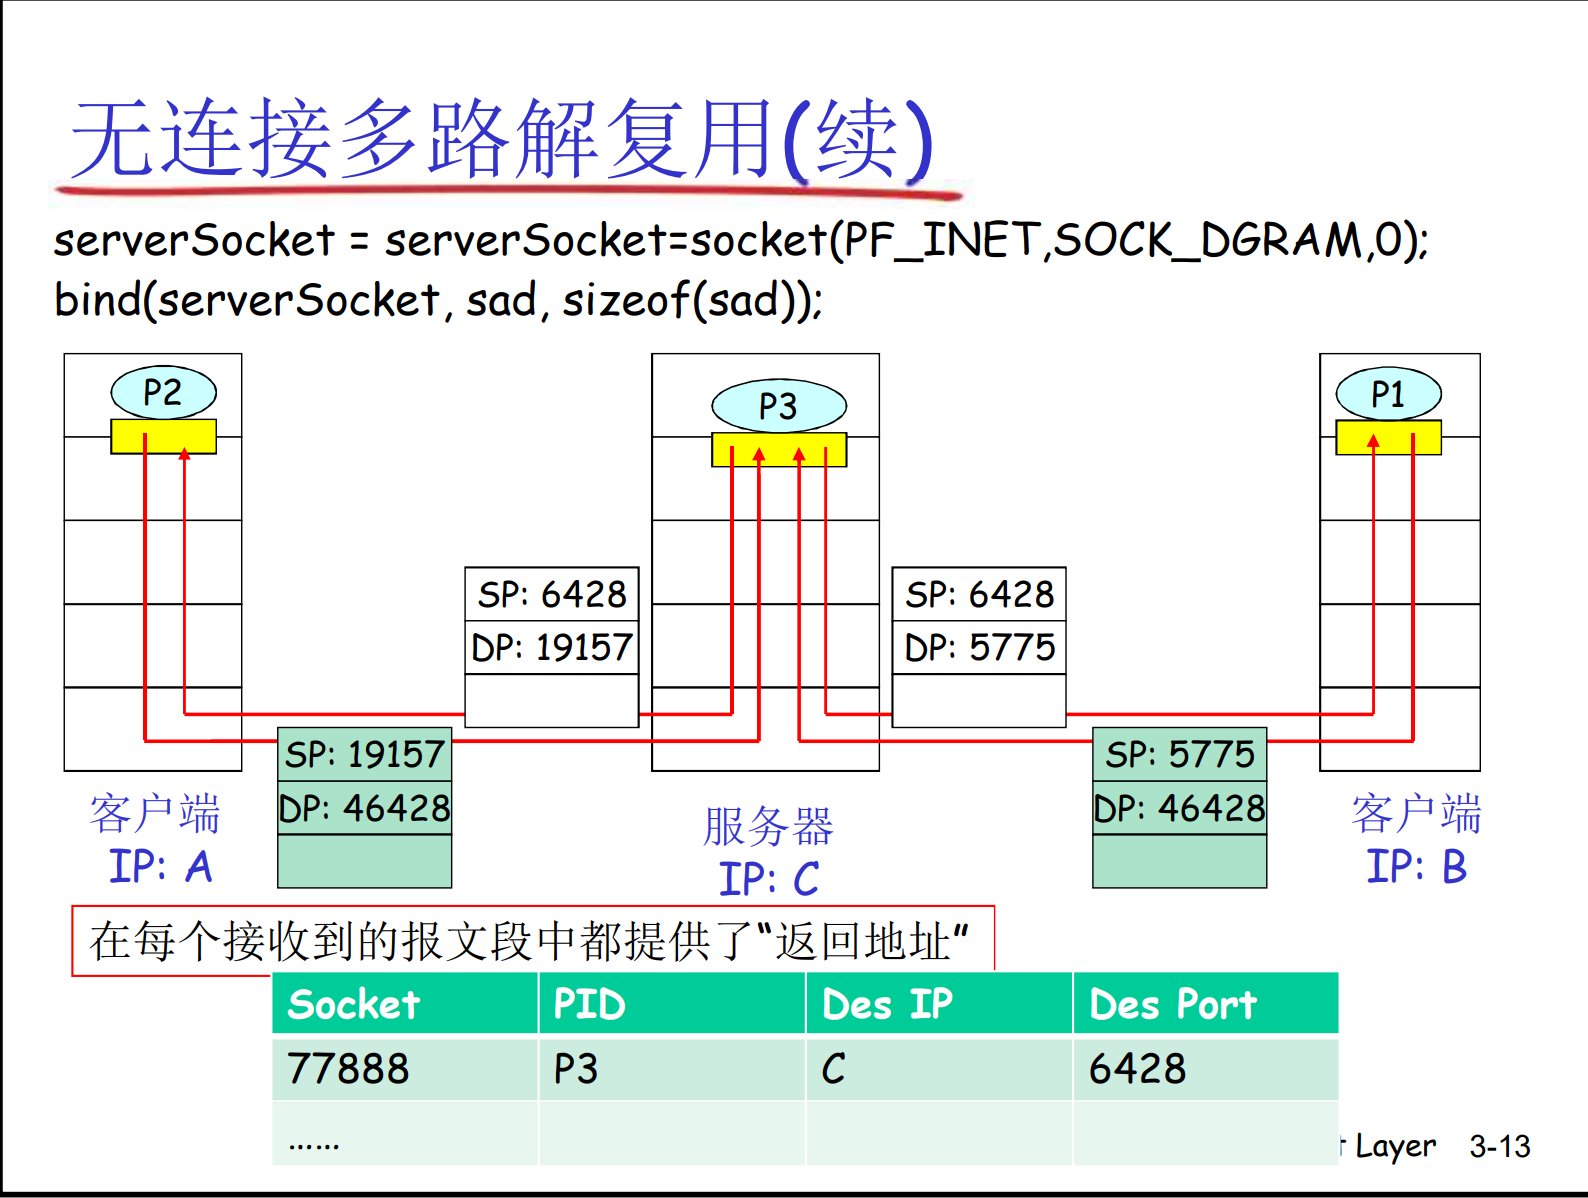 无连接多路解复用(续)
serverSocket = serverSocket=socket(PF_INET,SOCK_DGRAM,0);
bind(serverSocket, sad, sizeof(sad));
P2
P3
P1
SP: 6428
DP: 19157
SP: 6428
DP: 5775
SP: 19157
DP: 46428
SP: 5775
DP: 46428
客户端
IP: A
服务器
IP: C
客户端
IP: B
在每个接收到的报文段中都提供了“返回地址”
Socket PID Des IP Des Port
77888 P3 C 6428
......
Layer 3-13